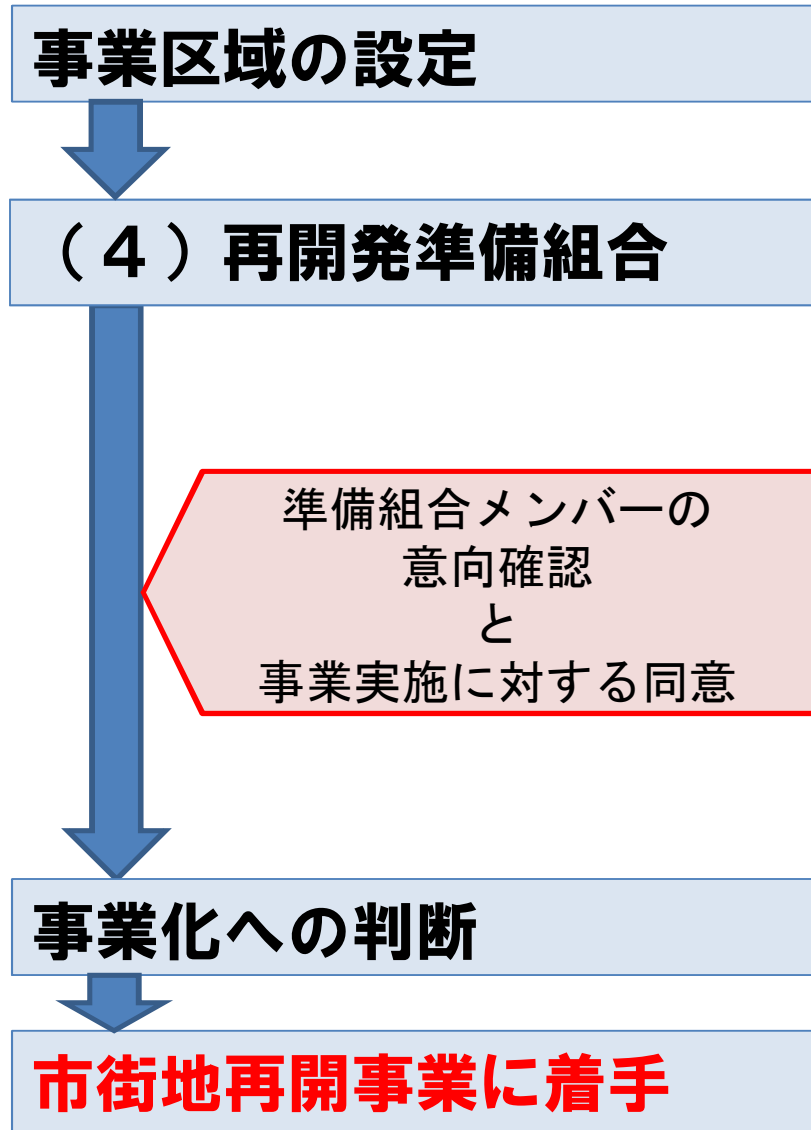 事業区域の設定
（４）再開発準備組合
準備組合メンバーの
意向確認
と
事業実施に対する同意
事業化への判断
市街地再開事業に着手